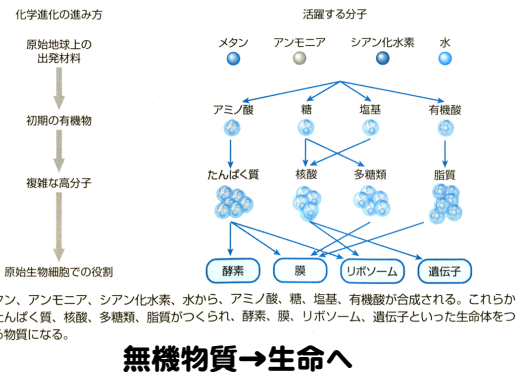 化学進化の進み方
活躍する分子
原始地球上の
出発材料
メタン
アンモニア
シアン化水素
水
初期の有機物
アミノ酸
糖
塩基
有機酸
複雑な高分子
たんぱく質
核酸
多糖類
脂質
原始生物細胞での役割
酵素
膜
リボソーム
遺伝子
タン、アンモニア、シアン化水素、水から、アミノ酸、糖、塩基、有機酸が合成される。これらか
たんぱく質、核酸、多糖類、脂質がつくられ、酵素、膜、リボソーム、遺伝子といった生命体をつ
る物質になる。
無機物質→生命へ